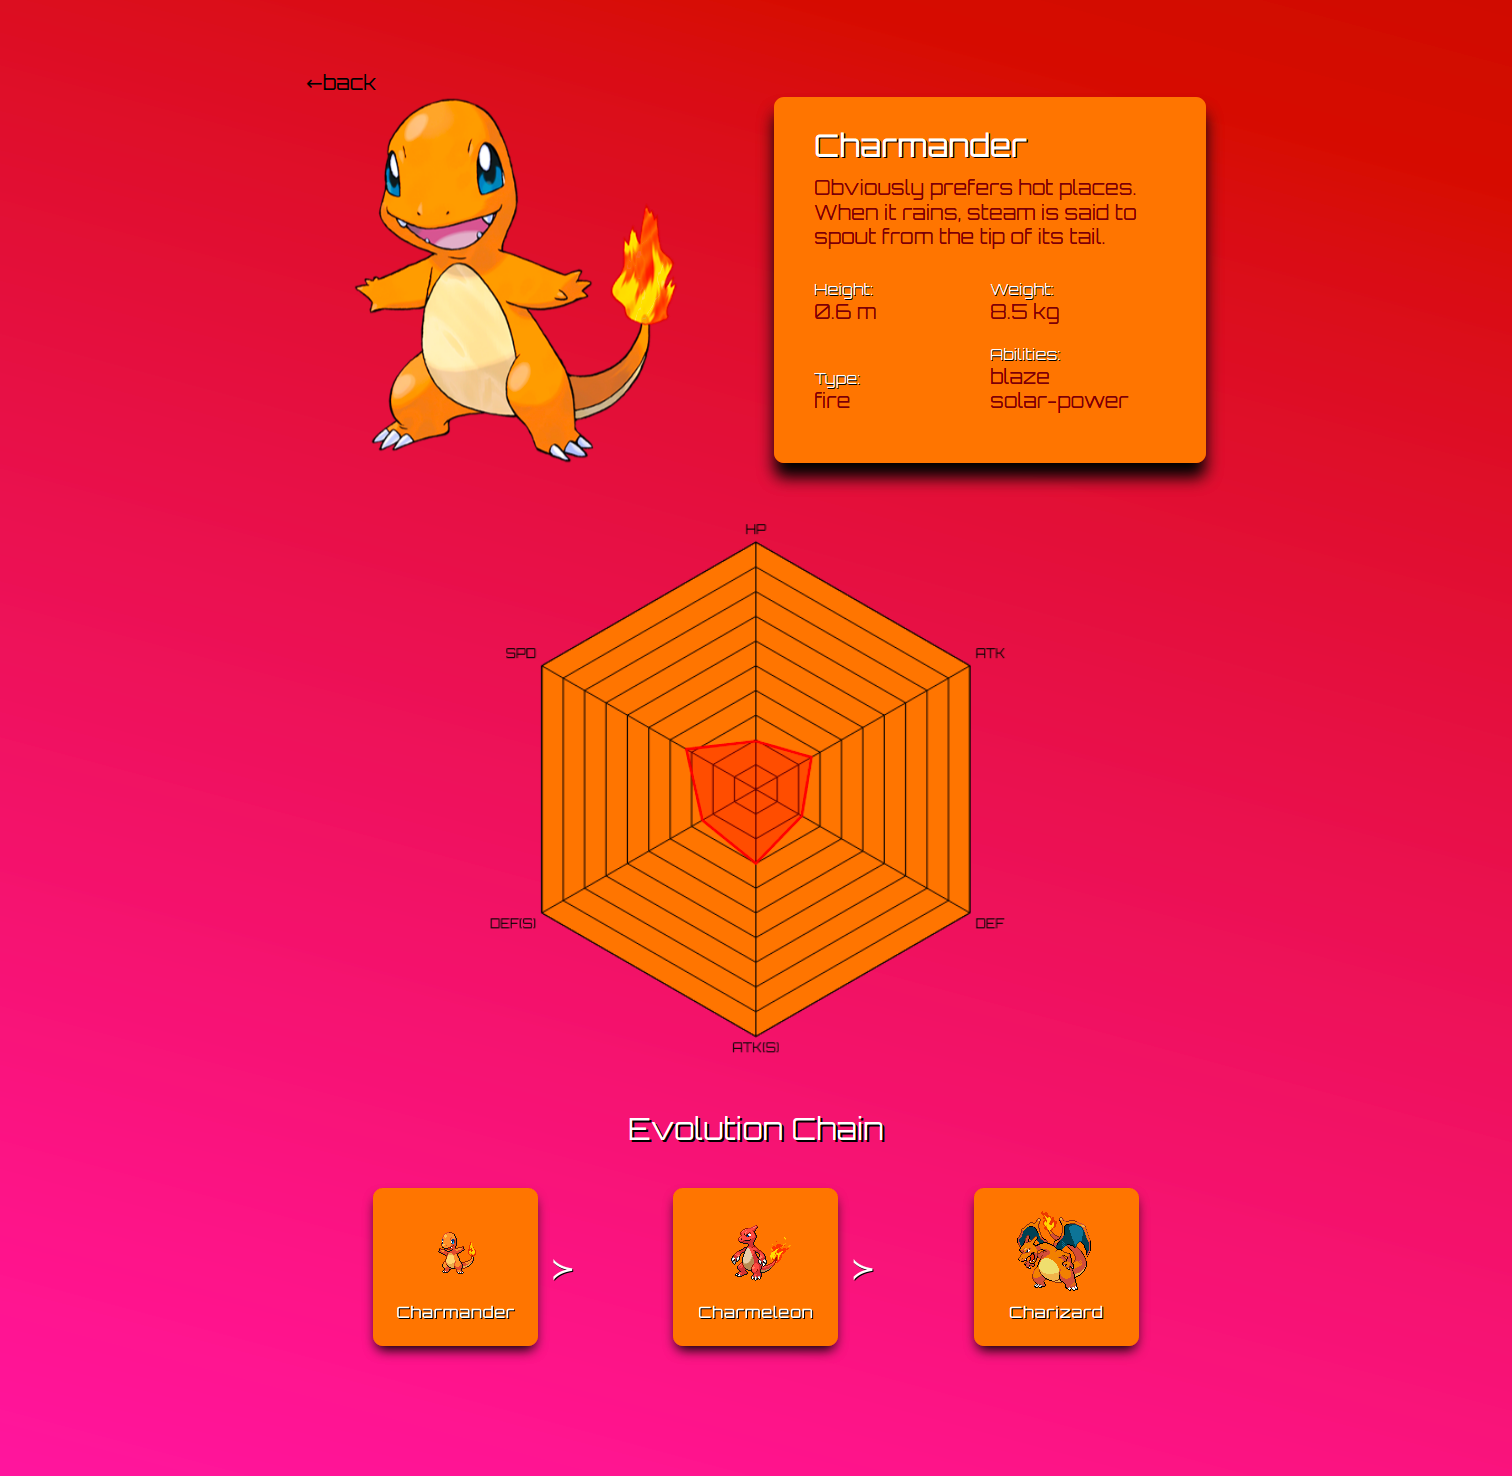 ←back
Charmander
Obviously prefers hot places.
When it rains, steam is said to
spout from the tip of its tail.
Height:
0.6 m
Weight:
8.5 kg
Type:
fire
Abilities:
blaze
solar-power
HP
SPD
ATK
DEF(S)
DEF
ATK(S)
Evolution Chain
Charmander
≻
Charmeleon
≻
Charizard